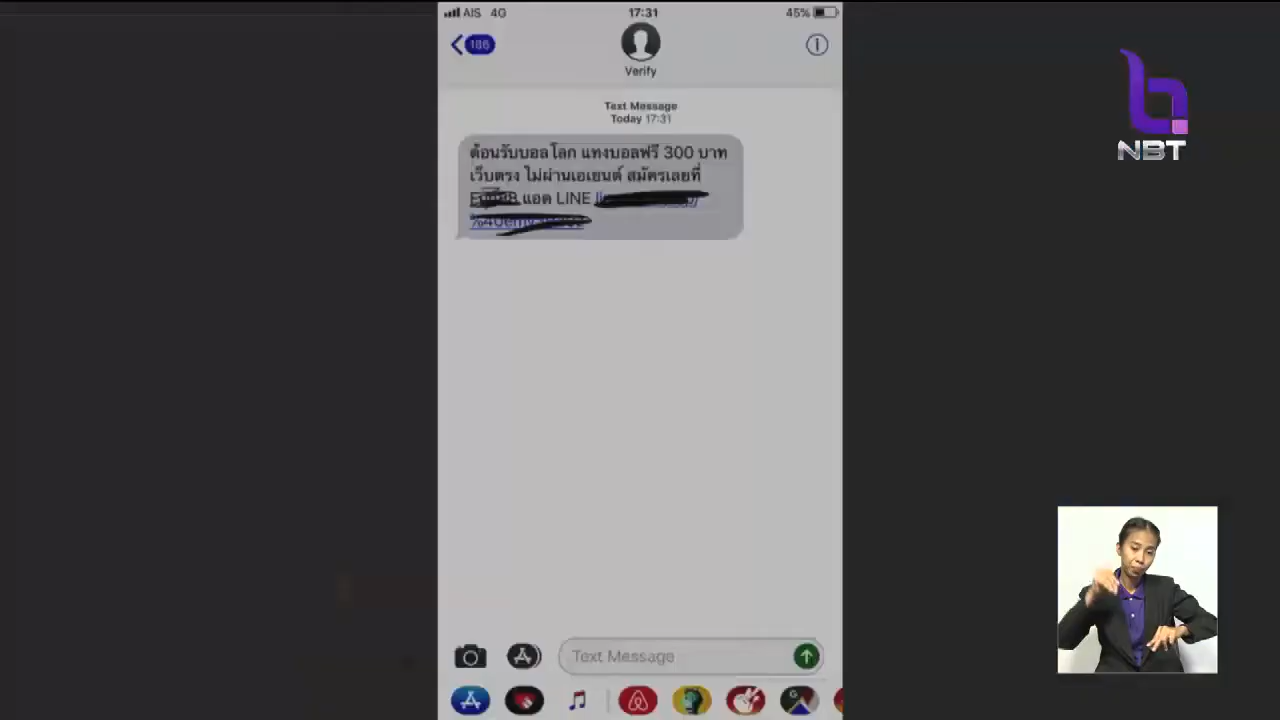 AIS 4G
17:31
45%
186
Verify
Text Message
Today 17:31
ต้อนรับบอลโลก แทงบอลฟรี 300 บาท
เว็บตรง ไม่ผ่านเอเยนต์ สมัครเลยที่
แอด LINE
Text Message
NBT